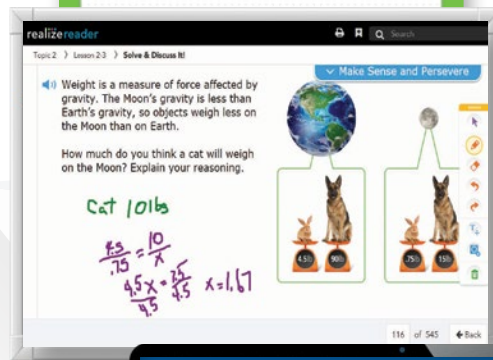 realize reader
Search
Topic 2 > Lesson 2-3 > Solve & Discuss It!
Make Sense and Persevere
Weight is a measure of force affected by
gravity. The Moon's gravity is less than
Earth's gravity, so objects weigh less on
the Moon than on Earth.
How much do you think a cat will weigh
on the Moon? Explain your reasoning.
Cat 10lbs
4.5/.75 = 10/x
4.5x/4.5 = 7.5/4.5 x=1.67
4.5lb 90lb .75lb 15lb
116 of 545 Back